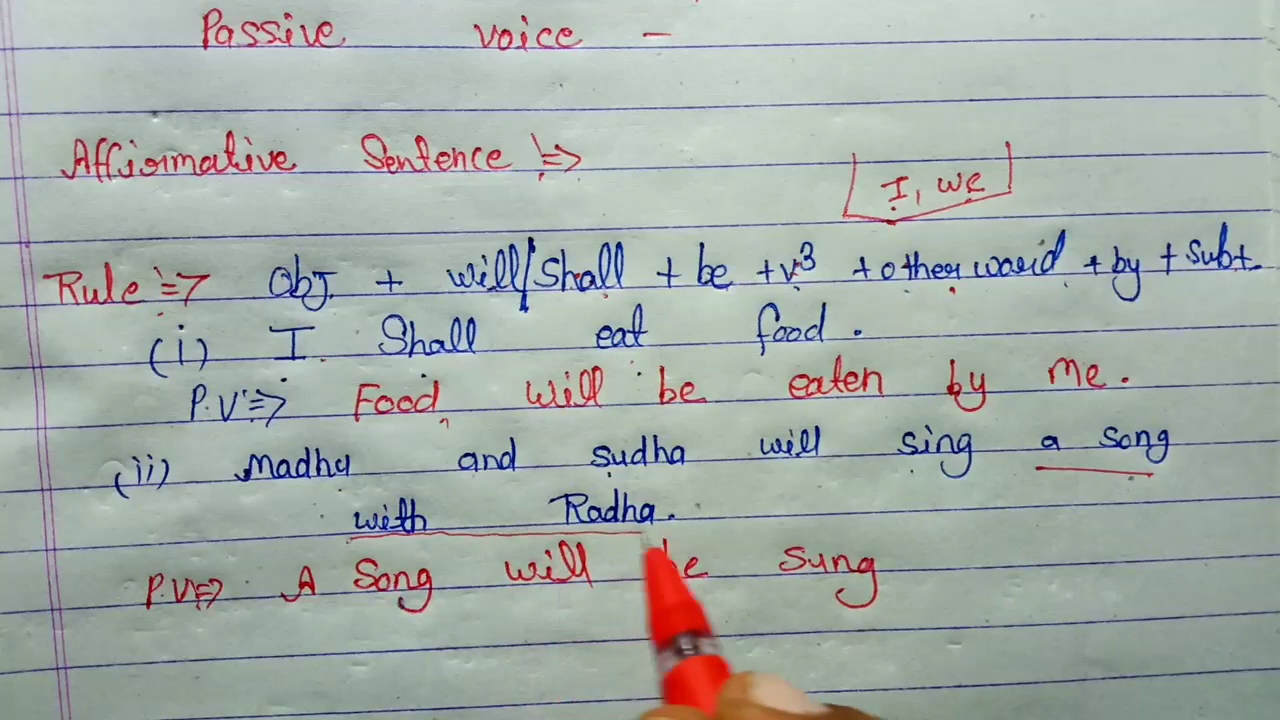 Passive voice -
Affirmative Sentence :=>
I, we
Rule :=> Obj. + will/Shall + be + v³ + other word + by + subt.
(i) I Shall eat food.
P.V => Food will be eaten by me.
(ii) Madhu and sudha will sing a song
with Radha.
P.V => A Song will be sung